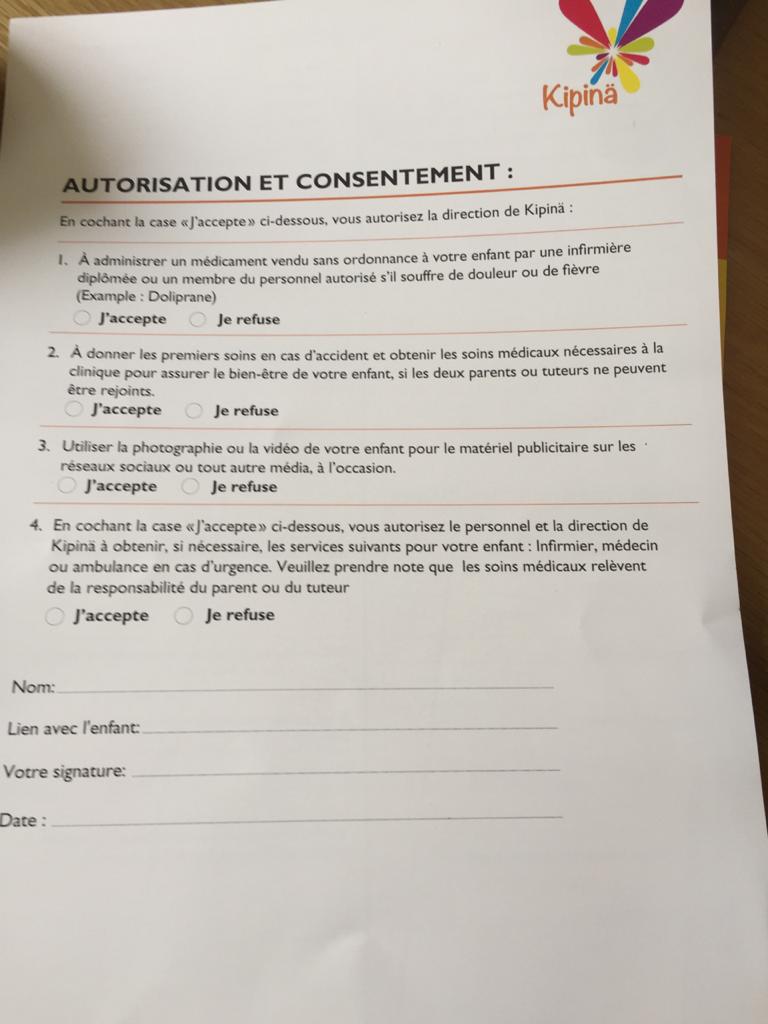 Kipinä
AUTORISATION ET CONSENTEMENT :
En cochant la case «J'accepte» ci-dessous, vous autorisez la direction de Kipinä :
1. À administrer un médicament vendu sans ordonnance à votre enfant par une infirmière
diplômée ou un membre du personnel autorisé s'il souffre de douleur ou de fièvre
(Example : Doliprane)
J'accepte Je refuse
2. À donner les premiers soins en cas d'accident et obtenir les soins médicaux nécessaires à la
clinique pour assurer le bien-être de votre enfant, si les deux parents ou tuteurs ne peuvent
être rejoints.
J'accepte Je refuse
3. Utiliser la photographie ou la vidéo de votre enfant pour le matériel publicitaire sur les
réseaux sociaux ou tout autre média, à l'occasion.
J'accepte Je refuse
4. En cochant la case «J'accepte» ci-dessous, vous autorisez le personnel et la direction de
Kipinä à obtenir, si nécessaire, les services suivants pour votre enfant : Infirmier, médecin
ou ambulance en cas d'urgence. Veuillez prendre note que les soins médicaux relèvent
de la responsabilité du parent ou du tuteur
J'accepte Je refuse
Nom:
Lien avec l'enfant:
Votre signature:
Date :